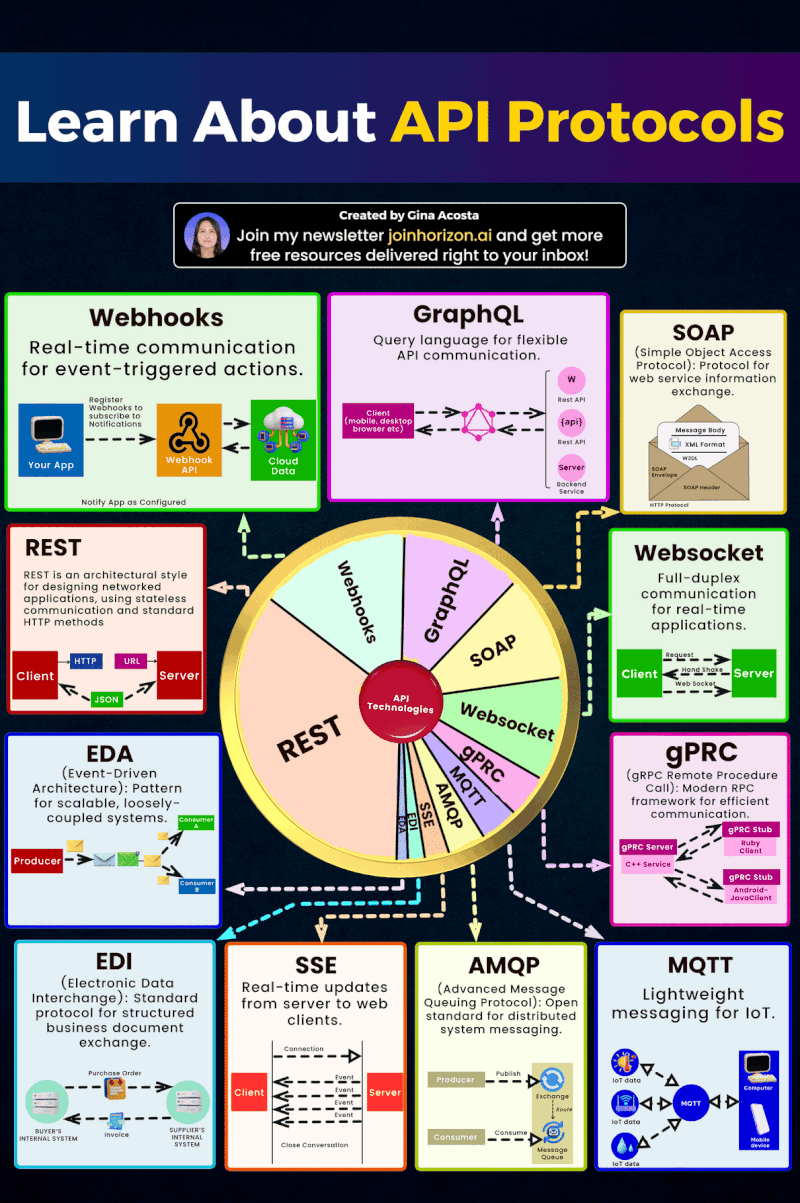 Learn About API Protocols
Created by Gina Acosta
Join my newsletter joinhorizon.ai and get more
free resources delivered right to your inbox!
Webhooks
Real-time communication
for event-triggered actions.
Register
Webhooks to
subscribe to
Notifications
Your App
Webhook
API
Cloud
Data
Notify App as Configured
GraphQL
Query language for flexible
API communication.
Client
(mobile, desktop
browser etc)
W
Rest API
{api}
Rest API
Server
Backend
Service
SOAP
(Simple Object Access
Protocol): Protocol for
web service information
exchange.
Message Body
XML Format
WSDL
SOAP
Envelope
SOAP Header
HTTP Protocol
REST
REST is an architectural style
for designing networked
applications, using stateless
communication and standard
HTTP methods
Client
HTTP
URL
Server
JSON
Webhooks
GraphQL
SOAP
Websocket
gPRC
MQTT
AMQP
SSE
EDI
EDA
REST
API
Technologies
Websocket
Full-duplex
communication
for real-time
applications.
Client
Request
Hand Shake
Web Socket
Server
EDA
(Event-Driven
Architecture): Pattern
for scalable, loosely-
coupled systems.
Producer
Consumer
A
Consumer
B
gPRC
(gRPC Remote Procedure
Call): Modern RPC
framework for efficient
communication.
gPRC Server
C++ Service
gPRC Stub
Ruby
Client
gPRC Stub
Android-
JavaClient
EDI
(Electronic Data
Interchange): Standard
protocol for structured
business document
exchange.
Purchase Order
Invoice
BUYER'S
INTERNAL SYSTEM
SUPPLIER'S
INTERNAL
SYSTEM
SSE
Real-time updates
from server to web
clients.
Connection
Client
Event
Event
Event
Event
Server
Close Conversation
AMQP
(Advanced Message
Queuing Protocol): Open
standard for distributed
system messaging.
Producer
Publish
Exchange
Route
Consumer
Consume
Message
Queue
MQTT
Lightweight
messaging for IoT.
IoT data
IoT data
IoT data
MQTT
Computer
Mobile
device